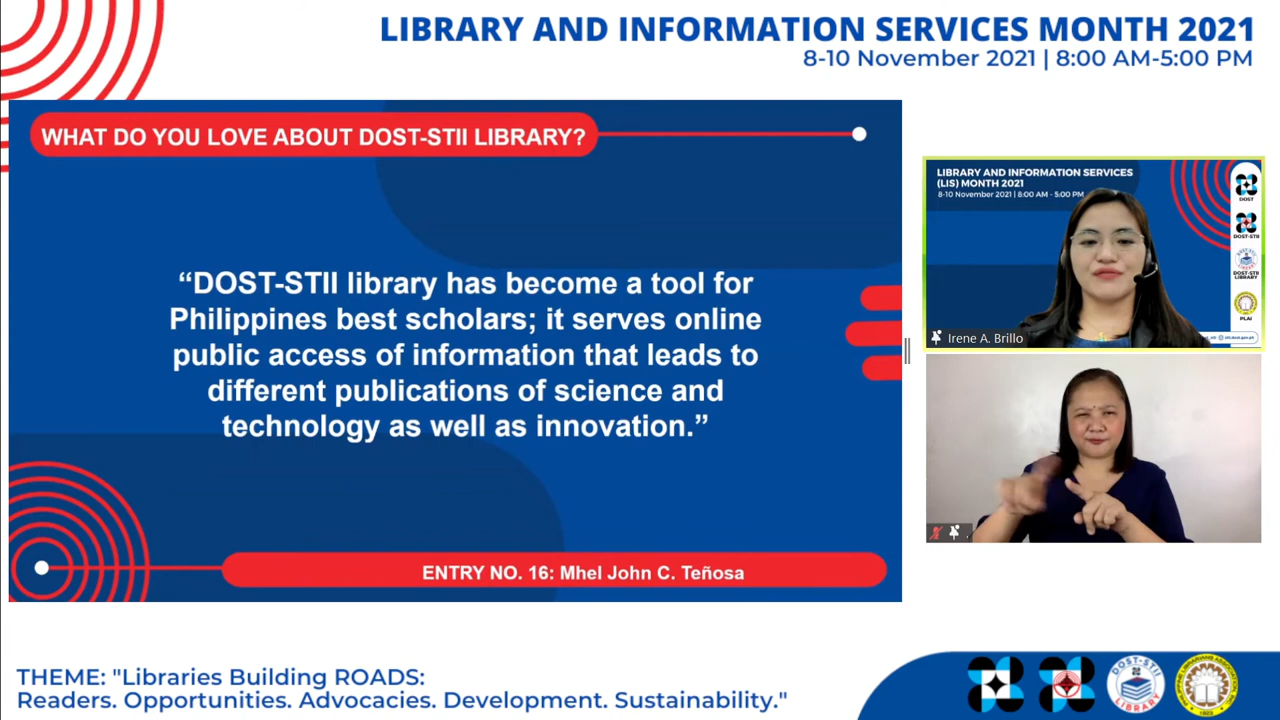 LIBRARY AND INFORMATION SERVICES MONTH 2021
8-10 November 2021 | 8:00 AM-5:00 PM
WHAT DO YOU LOVE ABOUT DOST-STII LIBRARY?
“DOST-STII library has become a tool for
Philippines best scholars; it serves online
public access of information that leads to
different publications of science and
technology as well as innovation.”
ENTRY NO. 16: Mhel John C. Teñosa
LIBRARY AND INFORMATION SERVICES
(LIS) MONTH 2021
8-10 November 2021 | 8:00 AM - 5:00 PM
DOST
DOST-STII
DOST-STII
LIBRARY
PLAI
Irene A. Brillo
THEME: "Libraries Building ROADS:
Readers. Opportunities. Advocacies. Development. Sustainability."
DOST-STII
LIBRARY
PHILIPPINE LIBRARIANS ASSOCIATION, INC.
1923